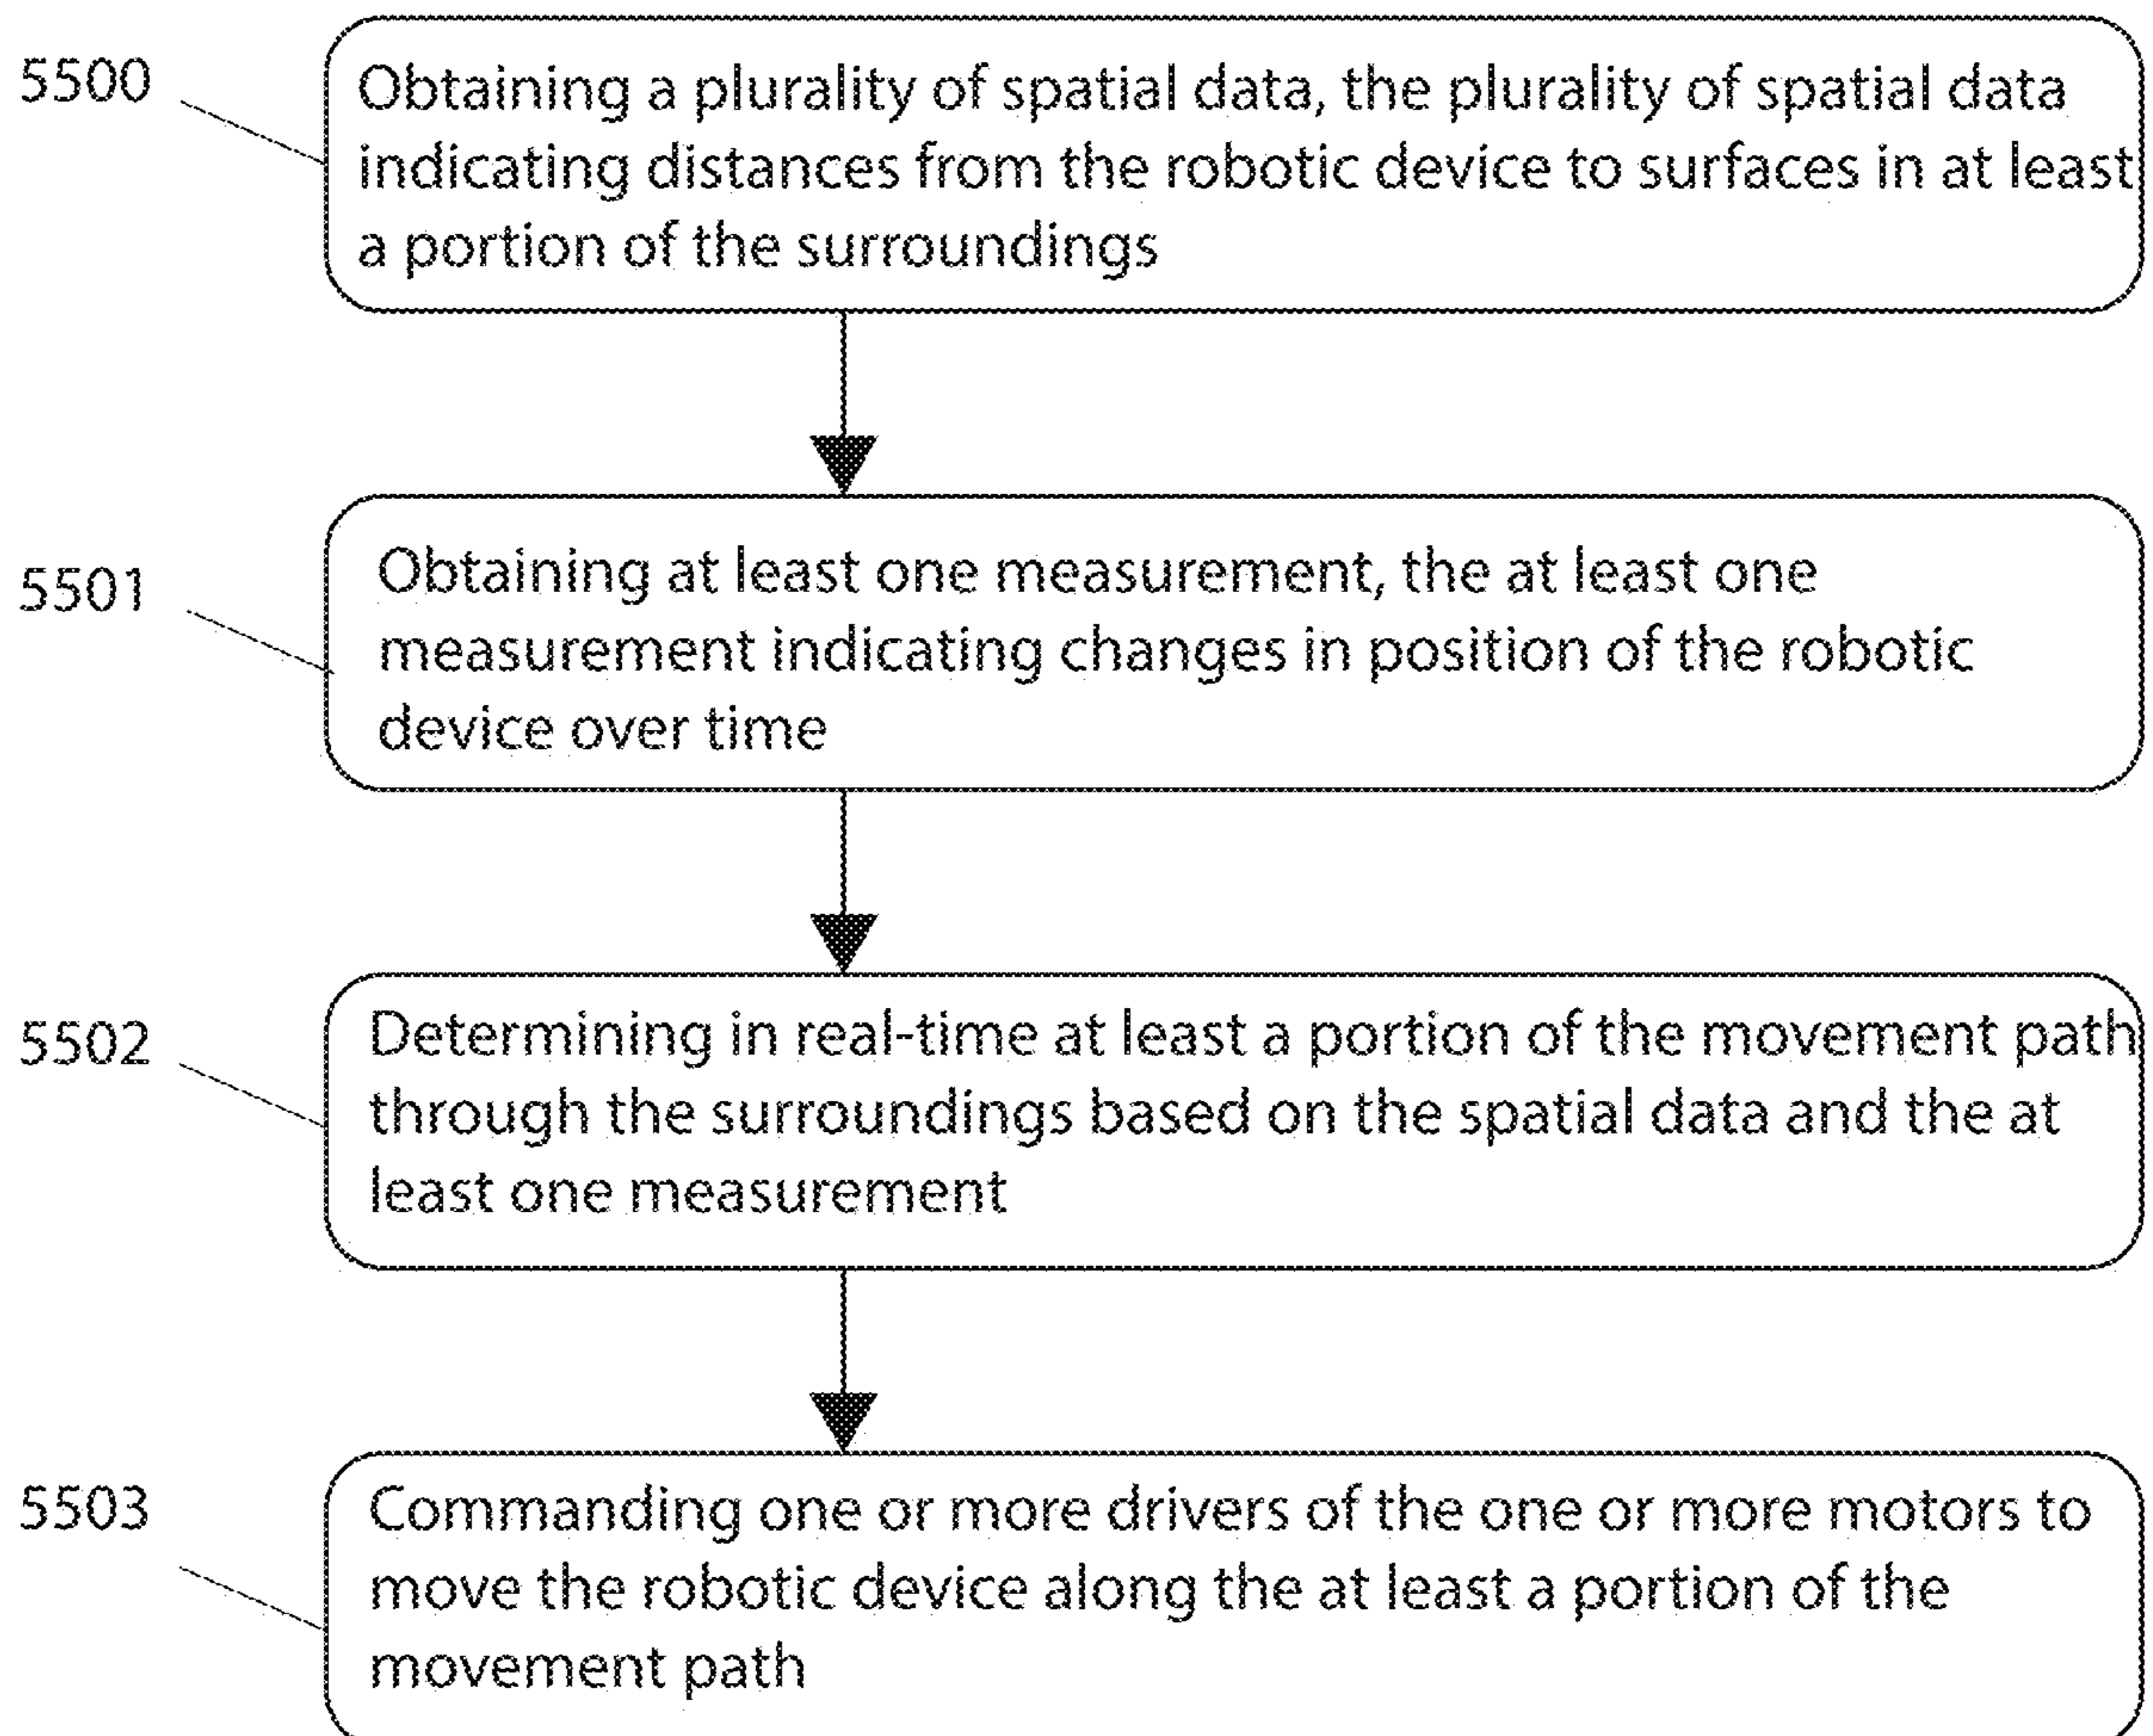 5500
Obtaining a plurality of spatial data, the plurality of spatial data
indicating distances from the robotic device to surfaces in at least
a portion of the surroundings
5501
Obtaining at least one measurement, the at least one
measurement indicating changes in position of the robotic
device over time
5502
Determining in real-time at least a portion of the movement path
through the surroundings based on the spatial data and the at
least one measurement
5503
Commanding one or more drivers of the one or more motors to
move the robotic device along the at least a portion of the
movement path